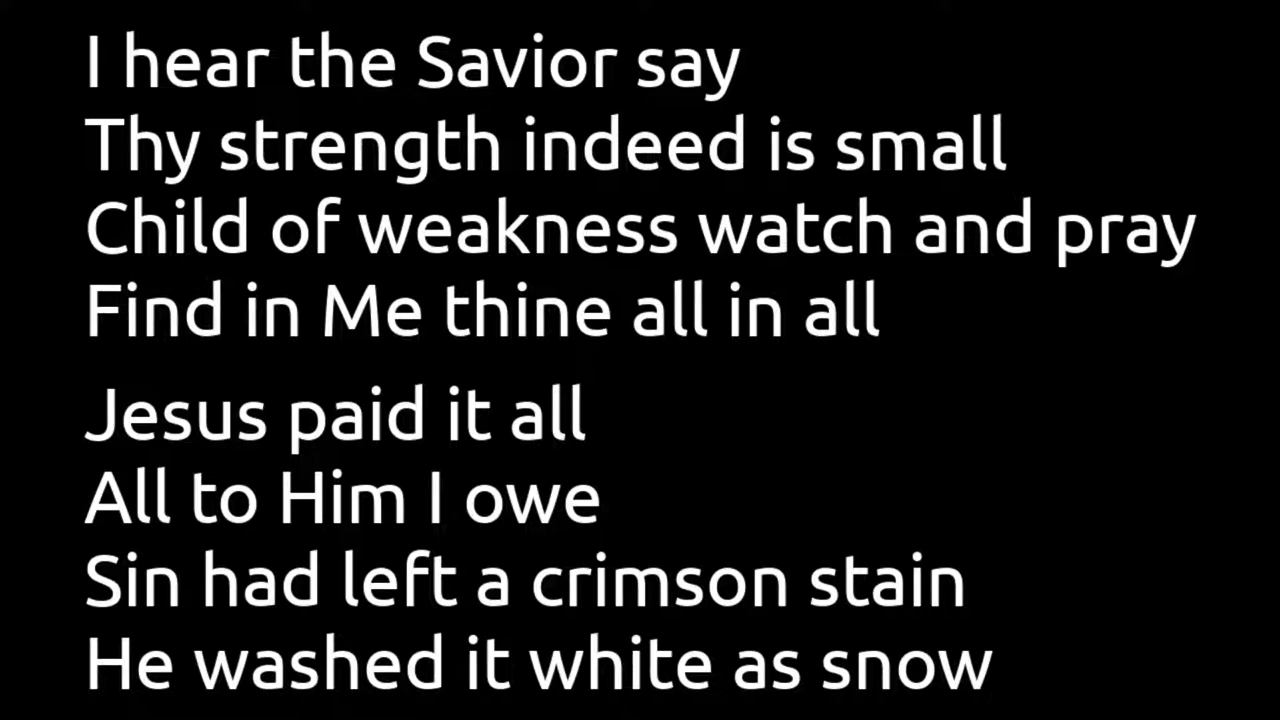 I hear the Savior say
Thy strength indeed is small
Child of weakness watch and pray
Find in Me thine all in all
Jesus paid it all
All to Him I owe
Sin had left a crimson stain
He washed it white as snow